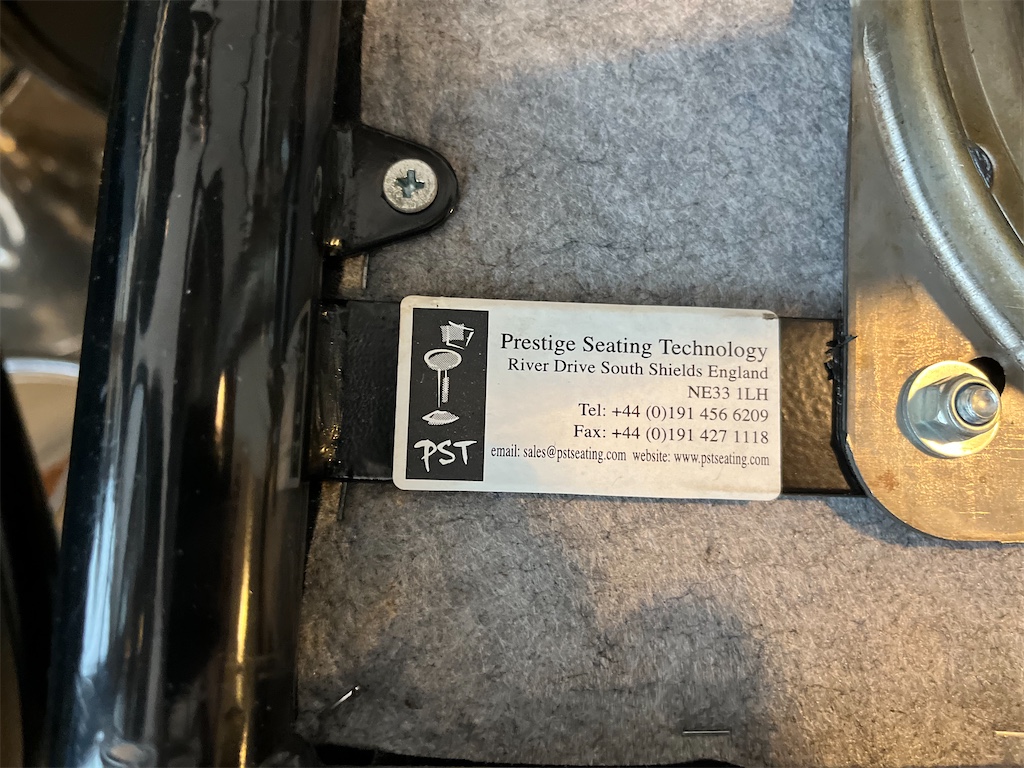 PST
Prestige Seating Technology
River Drive South Shields England
NE33 1LH
Tel: +44 (0)191 456 6209
Fax: +44 (0)191 427 1118
email: sales@pstseating.com website: www.pstseating.com